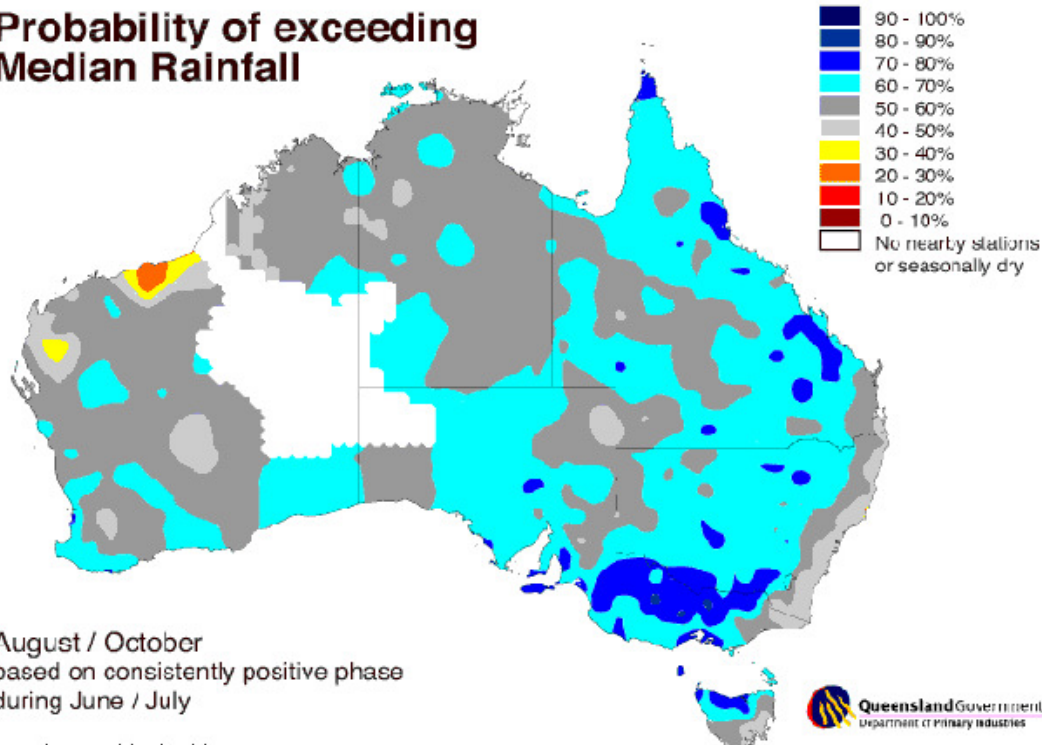 Probability of exceeding
Median Rainfall
90 - 100%
80 - 90%
70 - 80%
60 - 70%
50 - 60%
40 - 50%
30 - 40%
20 - 30%
10 - 20%
0 - 10%
No nearby stations
or seasonally dry
August / October
based on consistently positive phase
during June / July
Queensland Government
Department of Primary Industries